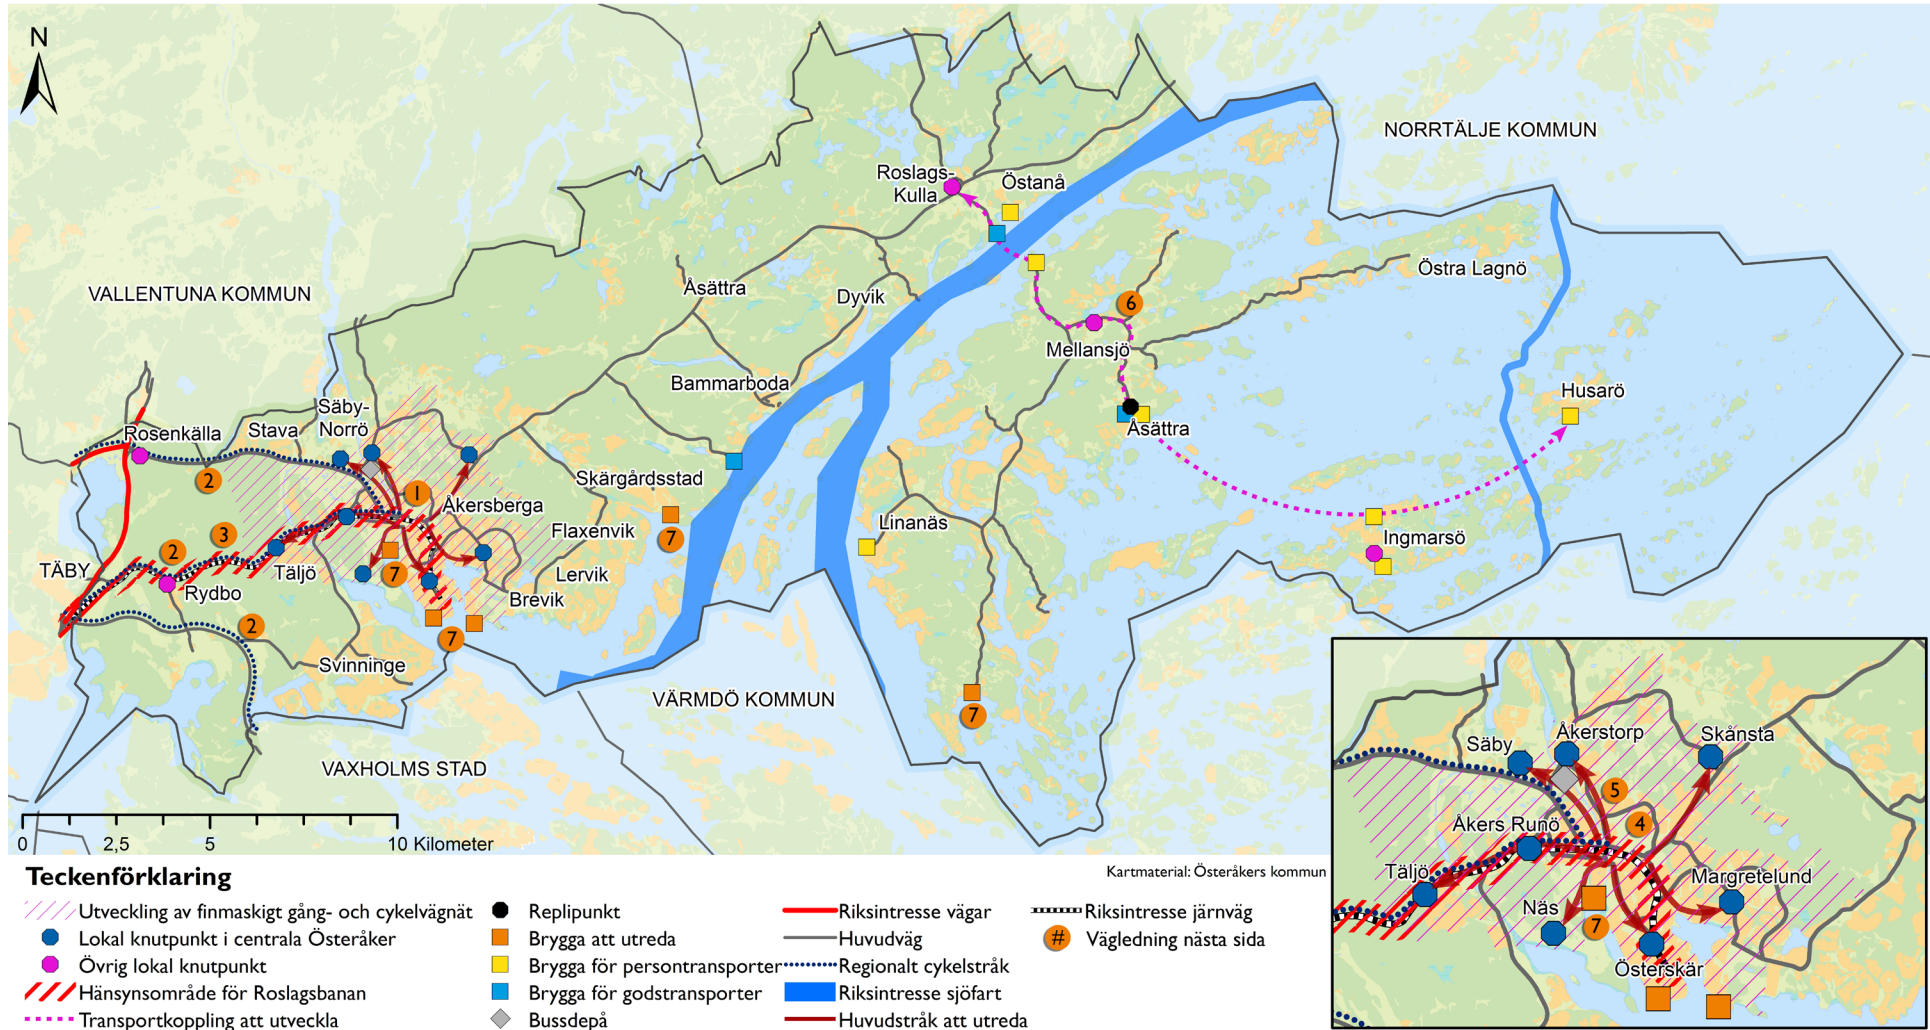 N
NORRTÄLJE KOMMUN
Roslags-
Kulla
Östanå
Östra Lagnö
VALLENTUNA KOMMUN
Åsättra
Dyvik
6
Mellansjö
Bammarboda
Husarö
Åsättra
Säby-
Norrö
Stava
Rosenkälla
2
1
Skärgårdsstad
Åkersberga
Linanäs
Flaxenvik
7
3
2
Ingmarsö
TÄBY
Täljö
7
Lervik
Rydbo
Brevik
2
7
Svinninge
VÄRMDÖ KOMMUN
7
VAXHOLMS STAD
0 2,5 5 10 Kilometer
Åkerstorp
Skånsta
Säby
5
Åkers Runö
4
Täljö
Margretelund
Näs
7
Österskär
Kartmaterial: Österåkers kommun
Teckenförklaring
Utveckling av finmaskigt gång- och cykelvägnät
Lokal knutpunkt i centrala Österåker
Övrig lokal knutpunkt
Hänsynsområde för Roslagsbanan
Transportkoppling att utveckla
Replipunkt
Brygga att utreda
Brygga för persontransporter
Brygga för godstransporter
Bussdepå
Riksintresse vägar
Huvudväg
Regionalt cykelstråk
Riksintresse sjöfart
Huvudstråk att utreda
Riksintresse järnväg
# Vägledning nästa sida